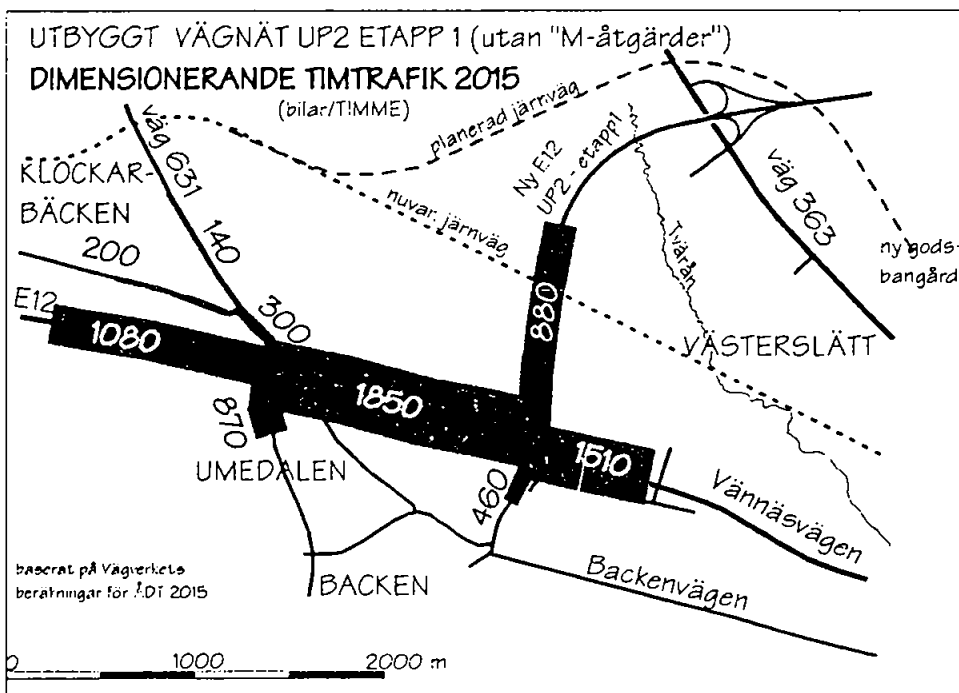 UTBYGGT VÄGNÄT UP2 ETAPP 1 (utan "M-åtgärder")
DIMENSIONERANDE TIMTRAFIK 2015
(bilar/TIMME)
planerad järnväg
väg 631
KLOCKAR-
BÄCKEN
nuvar. järnväg
Ny E12
UP2 - etapp1
Tvärån
väg 363
ny gods-
bangård
140
200
300
E12
1080
880
VÄSTERSLÄTT
1850
870
UMEDALEN
1510
460
Vännäsvägen
Backenvägen
BACKEN
baserat på Vägverkets
beräkningar för ÅDT 2015
0 1000 2000 m